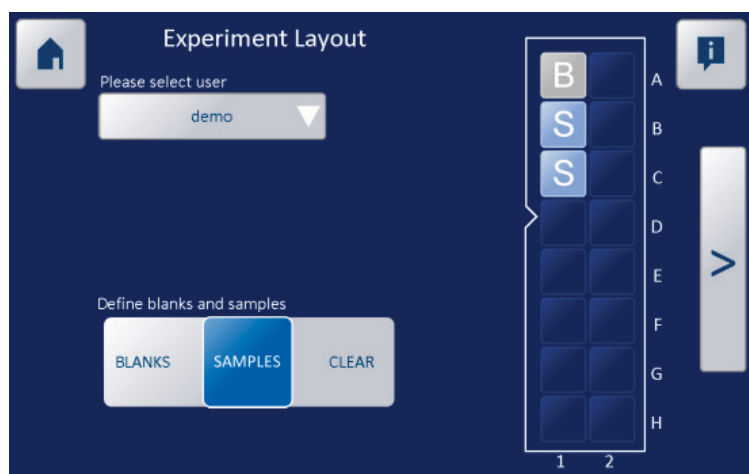 Experiment Layout
Please select user
demo
Define blanks and samples
BLANKS SAMPLES CLEAR
B A
S B
S C
D
E
F
G
H
1 2
i
>